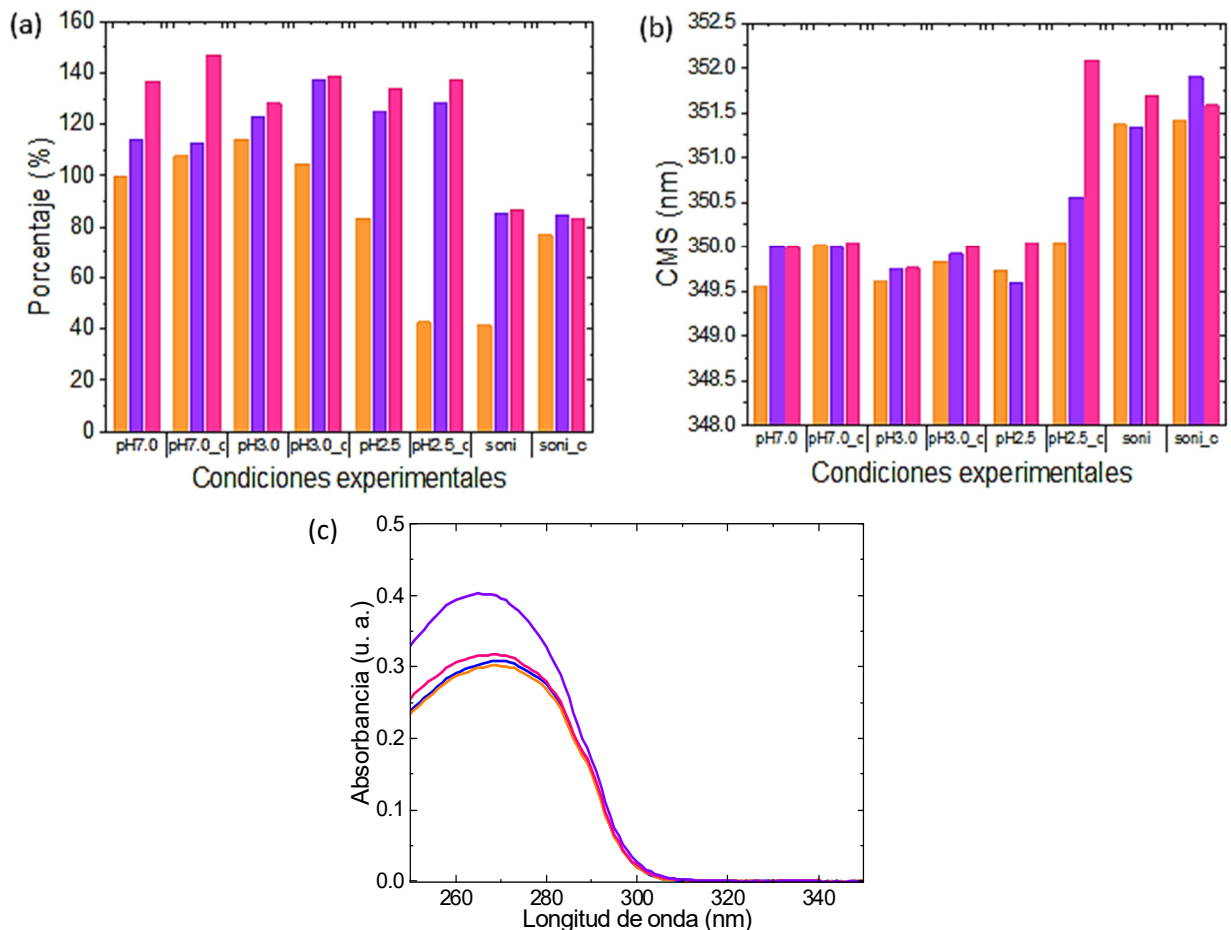 (a)
Porcentaje (%)
160
140
120
100
80
60
40
20
0
pH7.0 pH7.0_c pH3.0 pH3.0_c pH2.5 pH2.5_c soni soni_c
Condiciones experimentales
(b)
CMS (nm)
352.5
352.0
351.5
351.0
350.5
350.0
349.5
349.0
348.5
348.0
pH7.0 pH7.0_c pH3.0 pH3.0_c pH2.5 pH2.5_c soni soni_c
Condiciones experimentales
(c)
Absorbancia (u. a.)
0.5
0.4
0.3
0.2
0.1
0.0
260 280 300 320 340
Longitud de onda (nm)